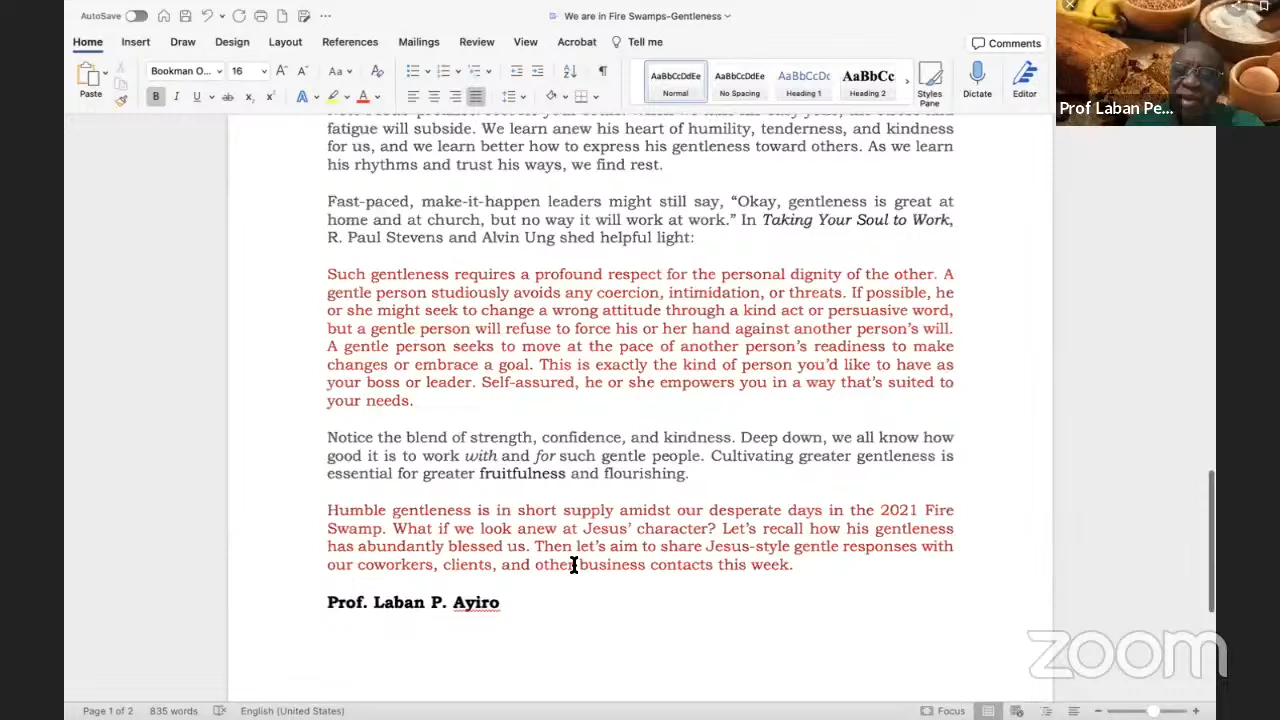 AutoSave
We are in Fire Swamps-Gentleness
Home Insert Draw Design Layout References Mailings Review View Acrobat Tell me
Comments
Paste
Bookman O... 16
AaBbCcDdEe
Normal
AaBbCcDdEe
No Spacing
AaBbCcDc
Heading 1
AaBbCc
Heading 2
Styles Pane
Dictate
Editor
Prof Laban Pe...
fatigue will subside. We learn anew his heart of humility, tenderness, and kindness
for us, and we learn better how to express his gentleness toward others. As we learn
his rhythms and trust his ways, we find rest.
Fast-paced, make-it-happen leaders might still say, “Okay, gentleness is great at
home and at church, but no way it will work at work.” In Taking Your Soul to Work,
R. Paul Stevens and Alvin Ung shed helpful light:
Such gentleness requires a profound respect for the personal dignity of the other. A
gentle person studiously avoids any coercion, intimidation, or threats. If possible, he
or she might seek to change a wrong attitude through a kind act or persuasive word,
but a gentle person will refuse to force his or her hand against another person’s will.
A gentle person seeks to move at the pace of another person’s readiness to make
changes or embrace a goal. This is exactly the kind of person you’d like to have as
your boss or leader. Self-assured, he or she empowers you in a way that’s suited to
your needs.
Notice the blend of strength, confidence, and kindness. Deep down, we all know how
good it is to work with and for such gentle people. Cultivating greater gentleness is
essential for greater fruitfulness and flourishing.
Humble gentleness is in short supply amidst our desperate days in the 2021 Fire
Swamp. What if we look anew at Jesus’ character? Let’s recall how his gentleness
has abundantly blessed us. Then let’s aim to share Jesus-style gentle responses with
our coworkers, clients, and other business contacts this week.
Prof. Laban P. Ayiro
zoom
Page 1 of 2 835 words English (United States) Focus